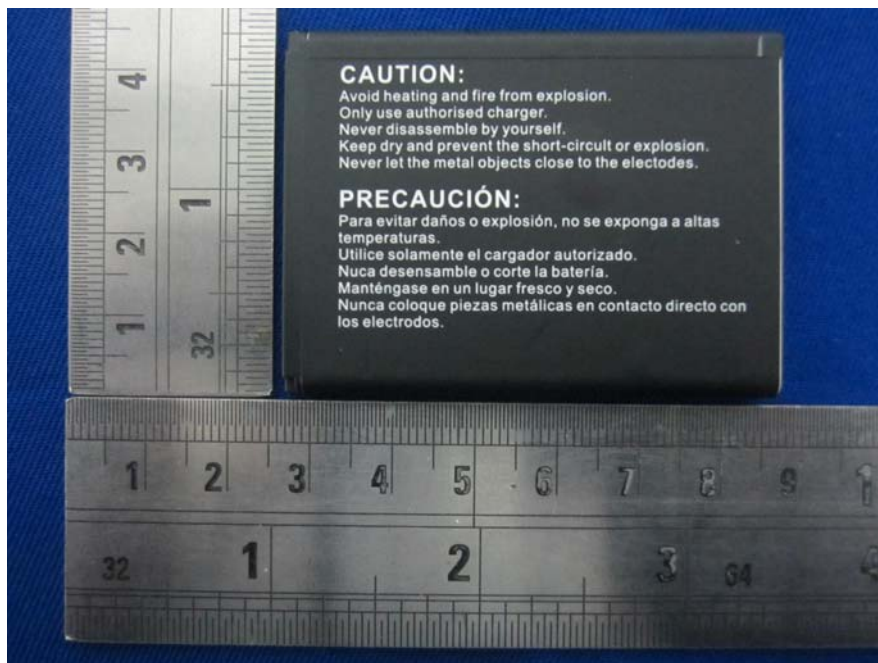 CAUTION:
Avoid heating and fire from explosion.
Only use authorised charger.
Never disassemble by yourself.
Keep dry and prevent the short-circult or explosion.
Never let the metal objects close to the electodes.
PRECAUCIÓN:
Para evitar daños o explosión, no se exponga a altas
temperaturas.
Utilice solamente el cargador autorizado.
Nuca desensamble o corte la batería.
Manténgase en un lugar fresco y seco.
Nunca coloque piezas metálicas en contacto directo con
los electrodos.
4
3
2
1
1
32
1 2 3 4 5 6 7 8 9 1
32 1 2 3 64 4